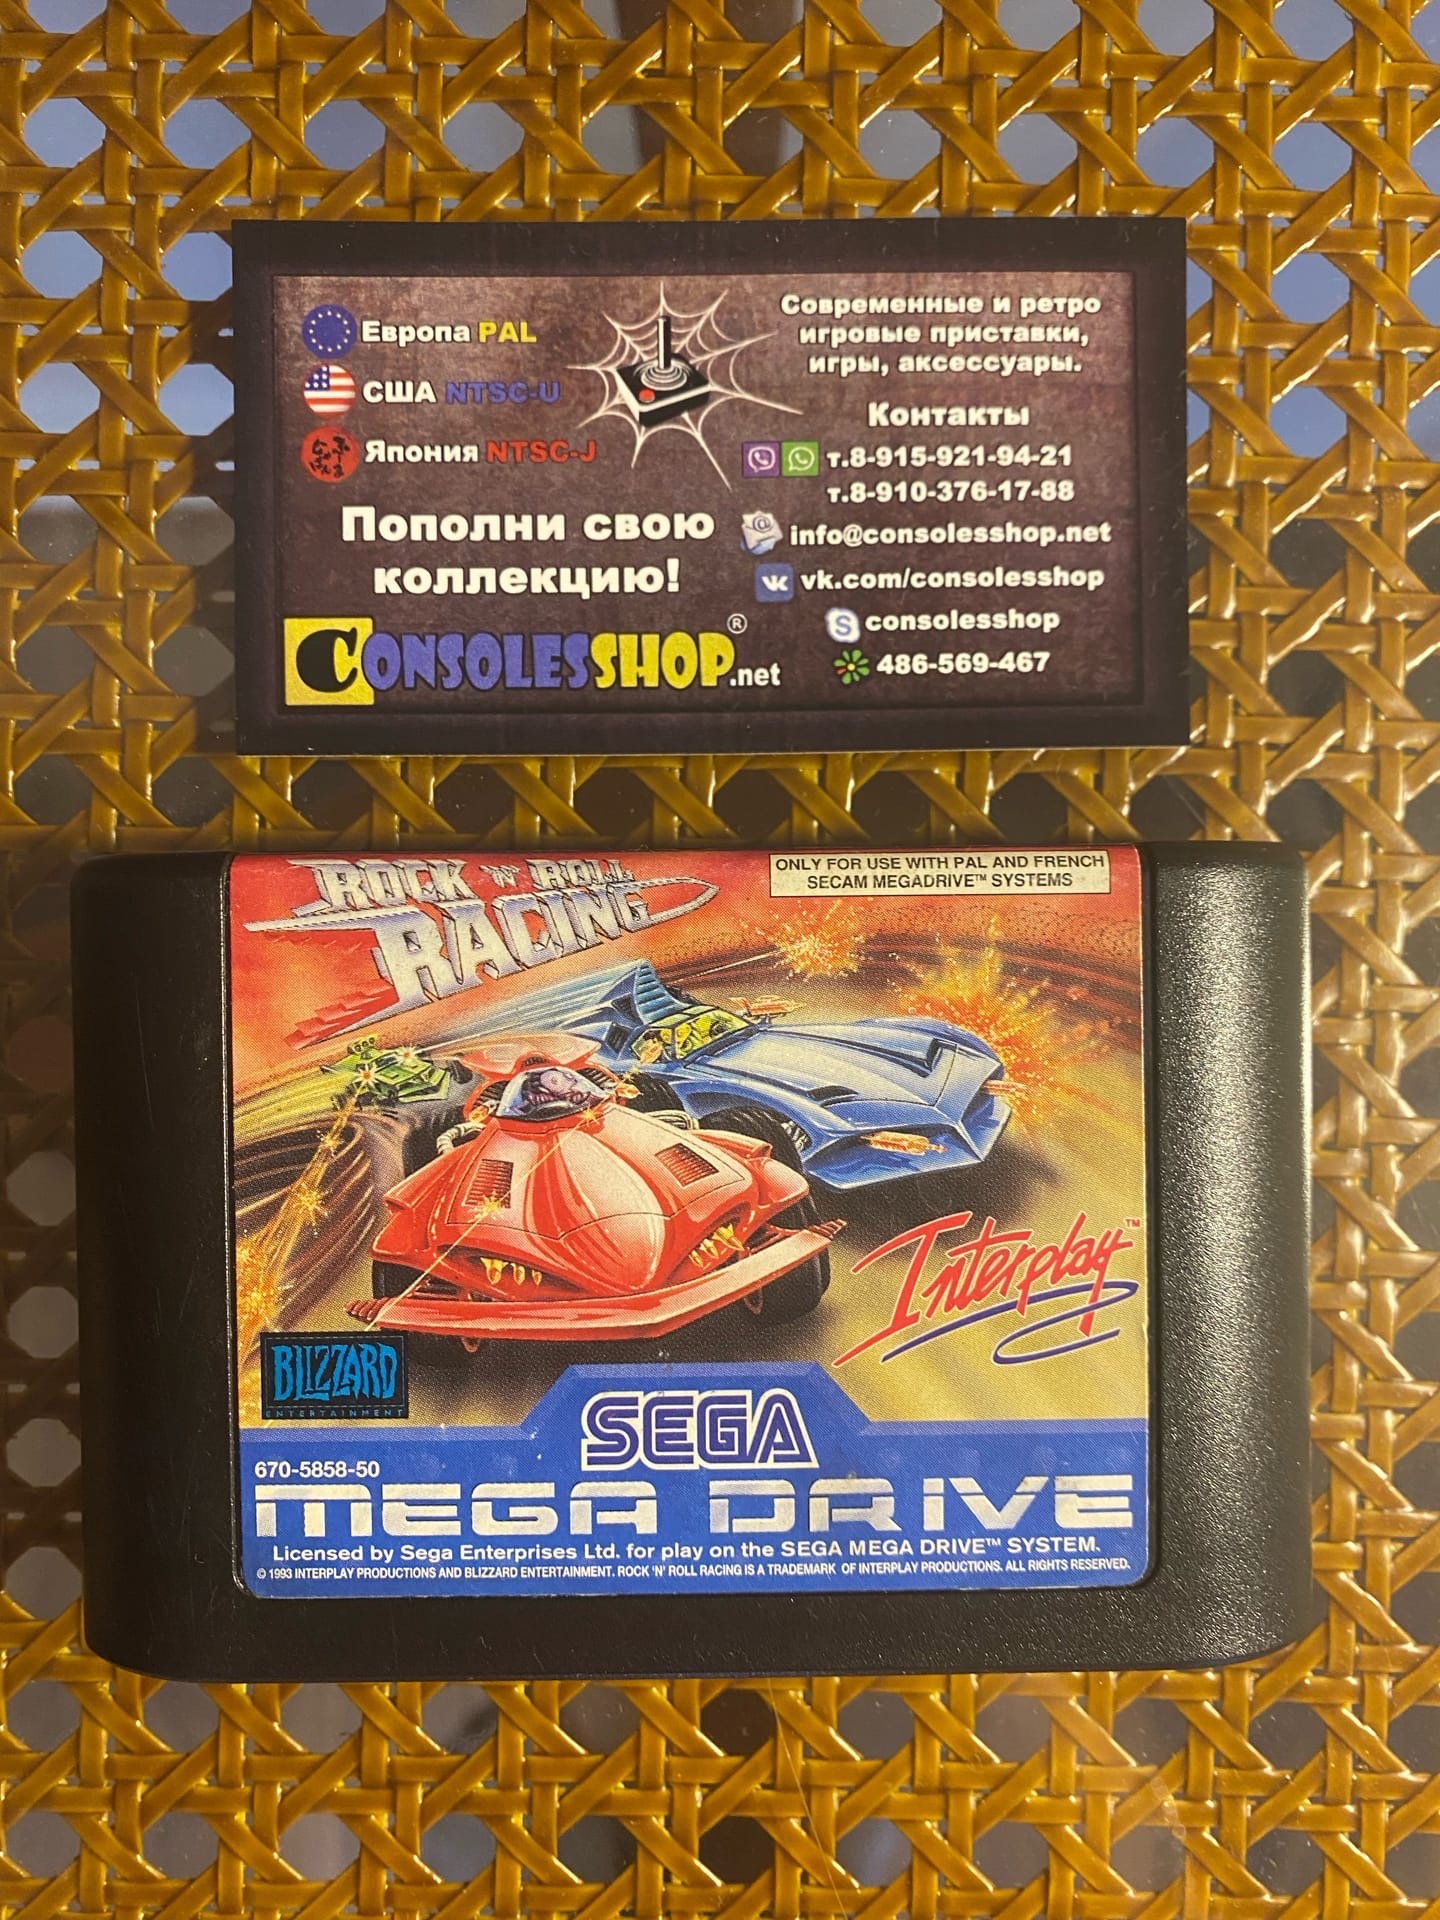 Европа PAL
США NTSC-U
Япония NTSC-J
Пополни свою
коллекцию!
CONSOLESSHOP®.net
Современные и ретро
игровые приставки,
игры, аксессуары.
Контакты
т.8-915-921-94-21
т.8-910-376-17-88
info@consolesshop.net
vk.com/consolesshop
consolesshop
486-569-467
ROCK 'N' ROLL
RACING
ONLY FOR USE WITH PAL AND FRENCH
SECAM MEGADRIVE™ SYSTEMS
Interplay™
BLIZZARD
ENTERTAINMENT
SEGA
670-5858-50
MEGA DRIVE
Licensed by Sega Enterprises Ltd. for play on the SEGA MEGA DRIVE™ SYSTEM.
© 1993 INTERPLAY PRODUCTIONS AND BLIZZARD ENTERTAINMENT. ROCK 'N' ROLL RACING IS A TRADEMARK OF INTERPLAY PRODUCTIONS. ALL RIGHTS RESERVED.